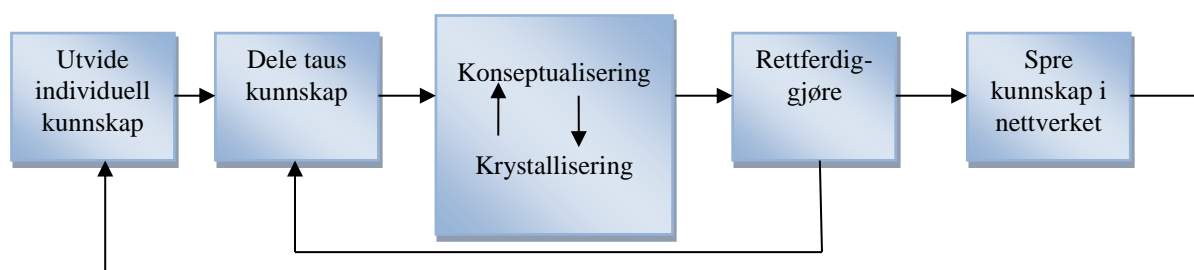 Utvide
individuell
kunnskap
Dele taus
kunnskap
Konseptualisering
Krystallisering
Rettferdig-
gjøre
Spre
kunnskap i
nettverket